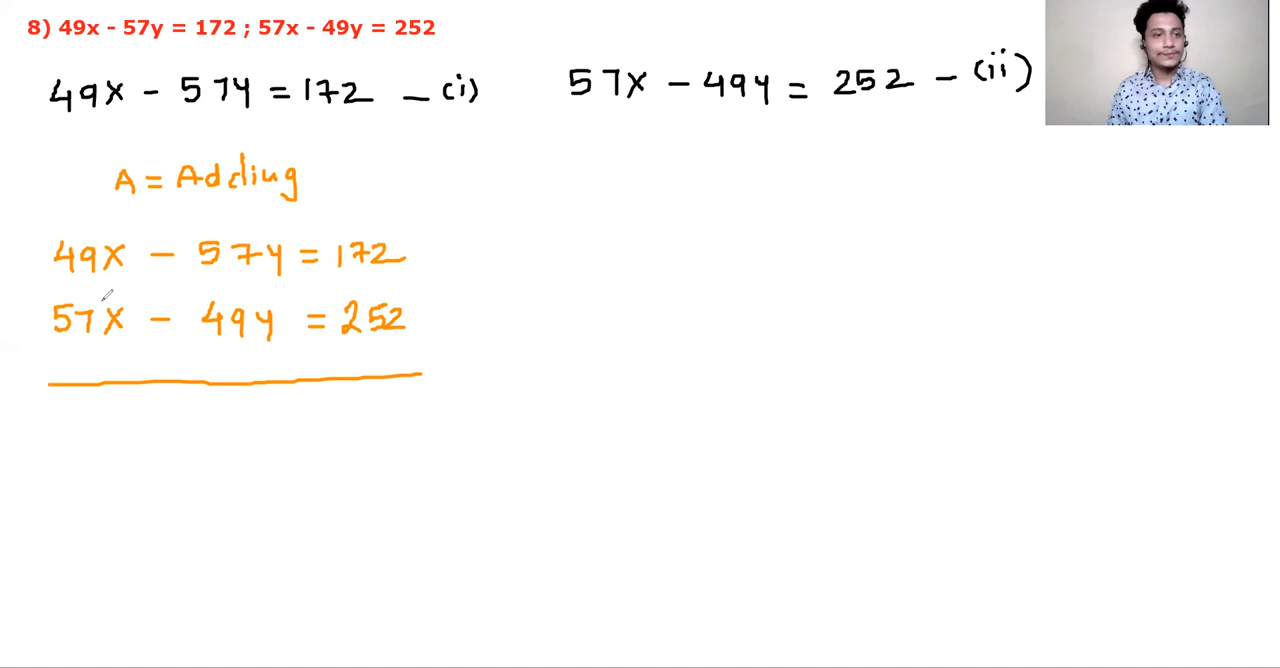 8) 49x - 57y = 172 ; 57x - 49y = 252
49x - 57y = 172 - (i)
57x - 49y = 252 - (ii)
A = Adding
49x - 57y = 172
57x - 49y = 252